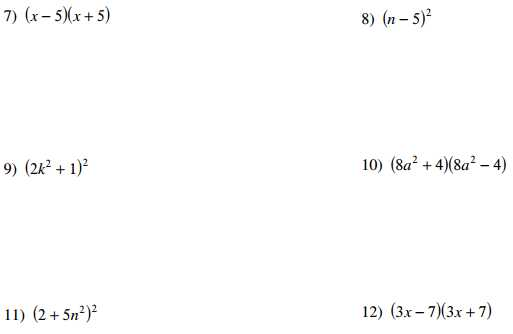 7) (x − 5)(x + 5)
8) (n − 5)²
9) (2k² + 1)²
10) (8a² + 4)(8a² − 4)
11) (2 + 5n²)²
12) (3x − 7)(3x + 7)